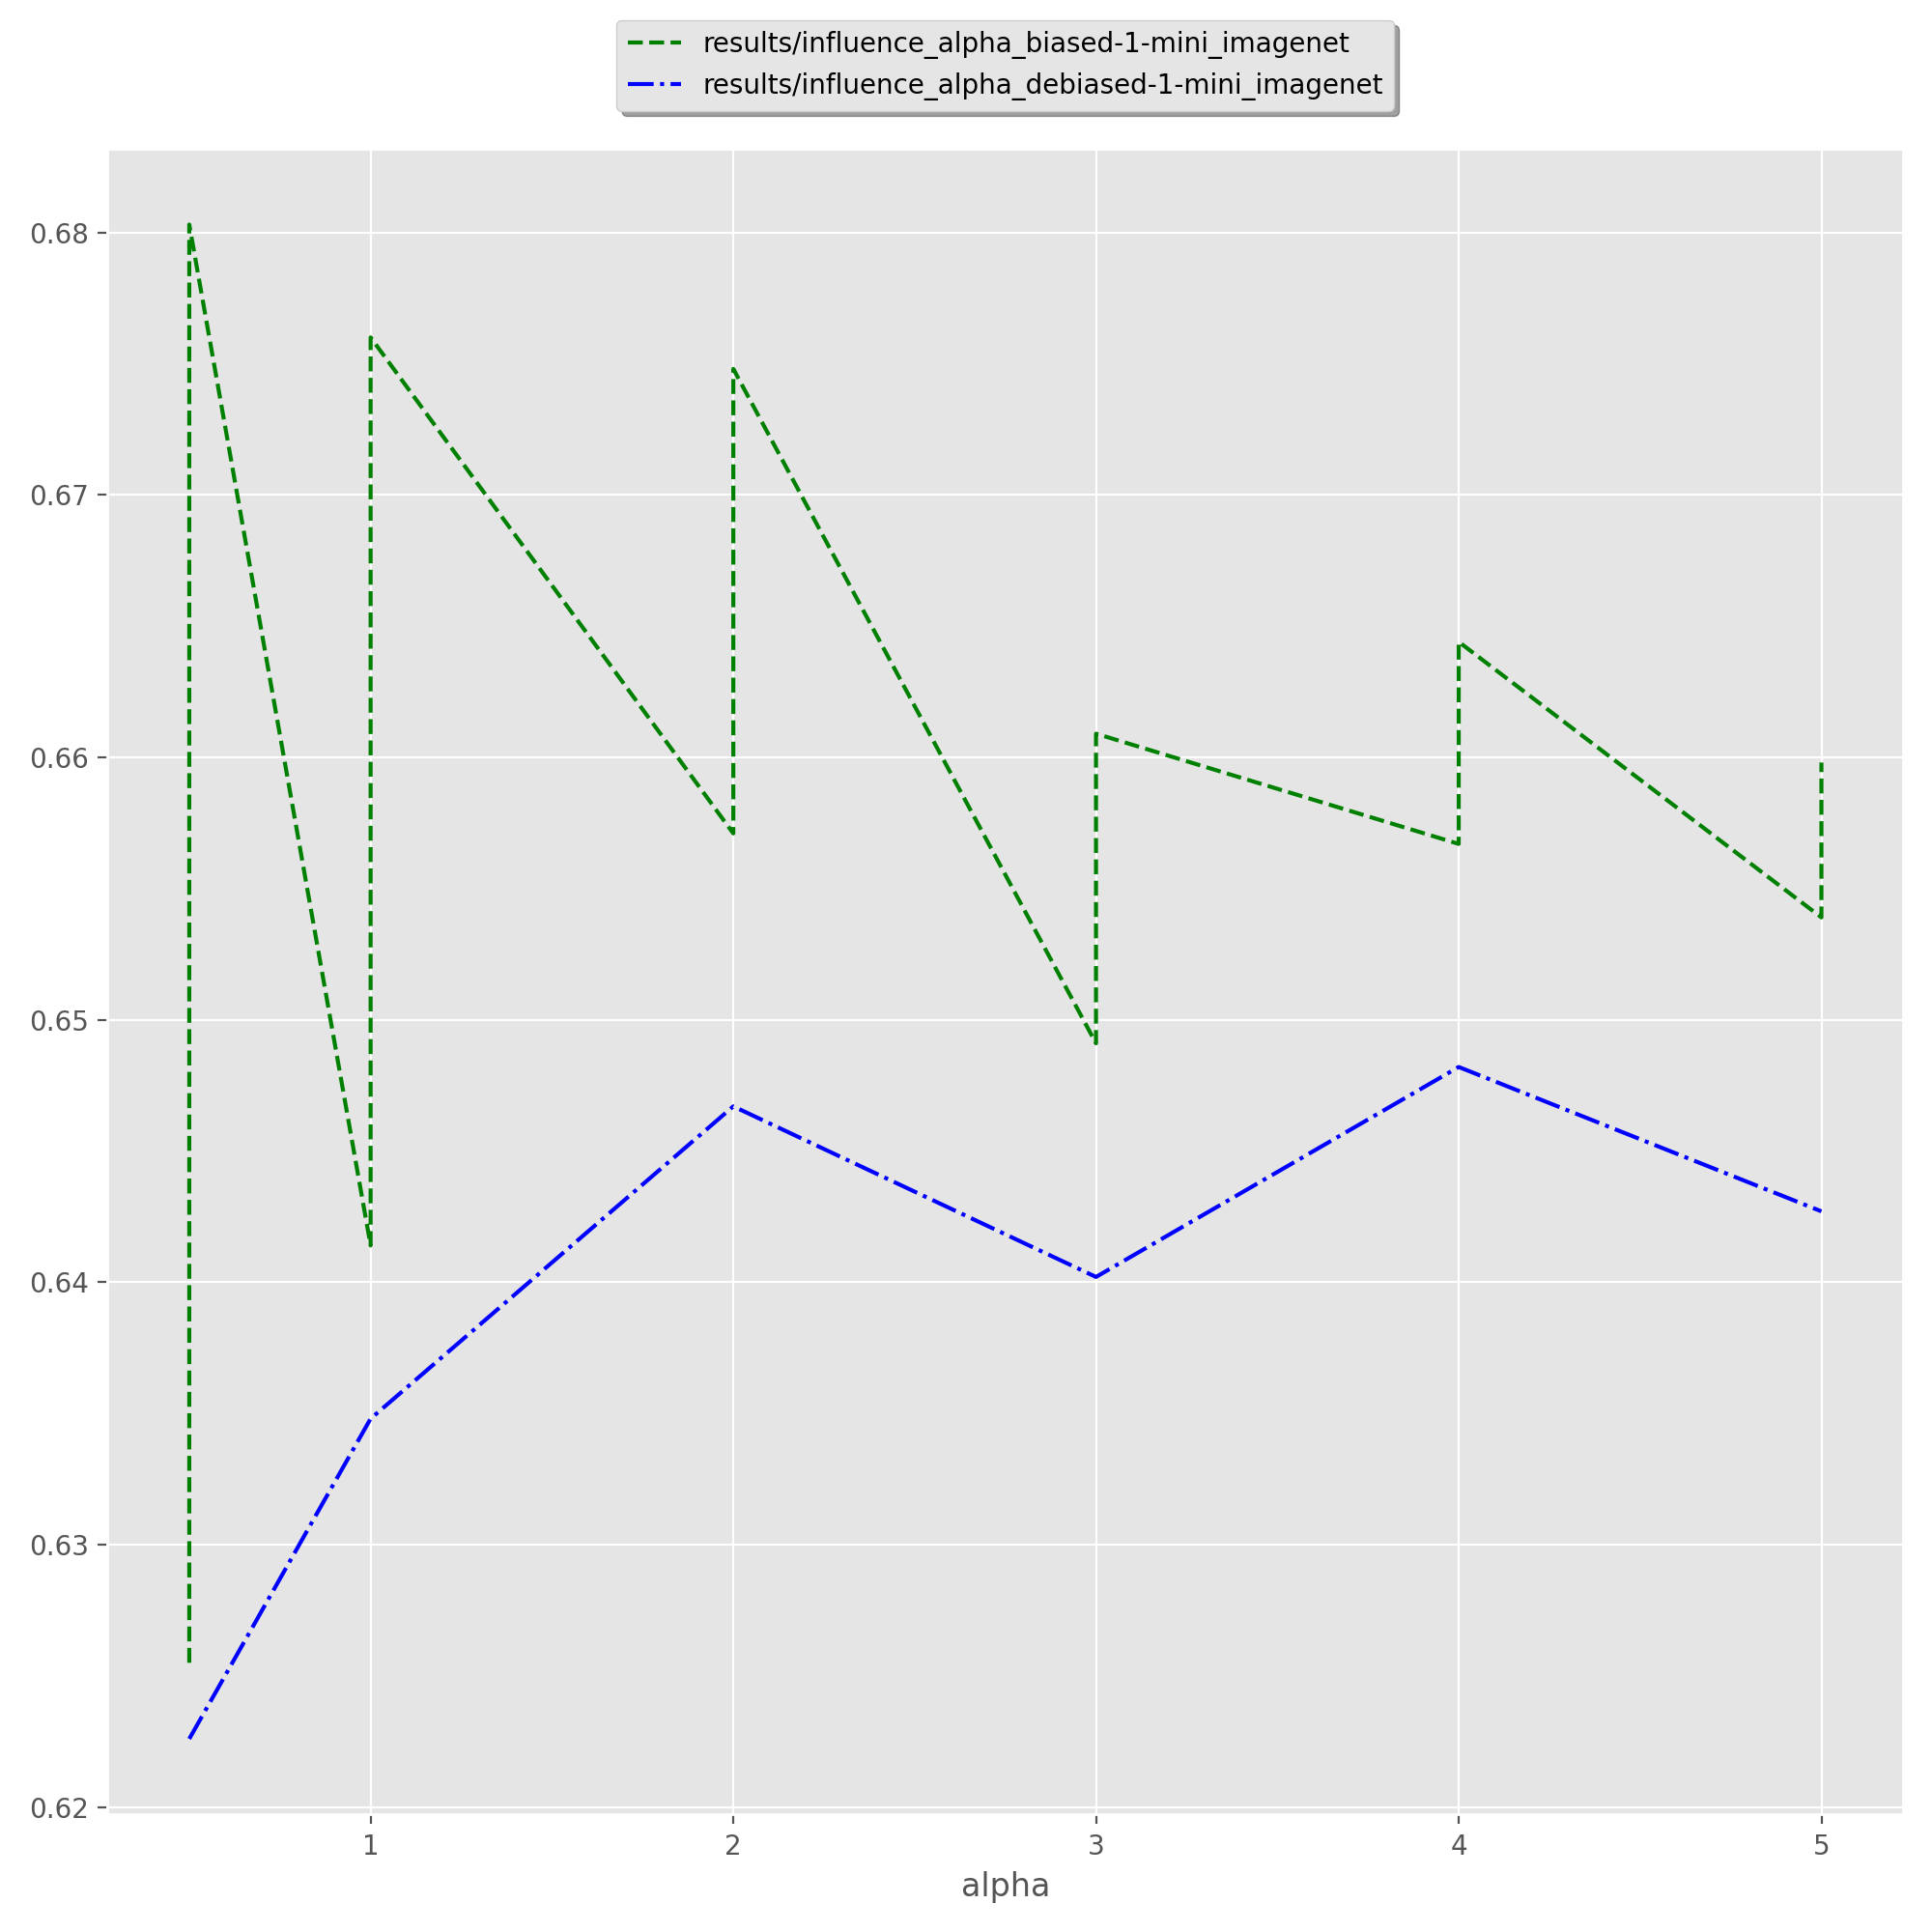 results/influence_alpha_biased-1-mini_imagenet
results/influence_alpha_debiased-1-mini_imagenet
0.68
0.67
0.66
0.65
0.64
0.63
0.62
1 2 3 4 5
alpha